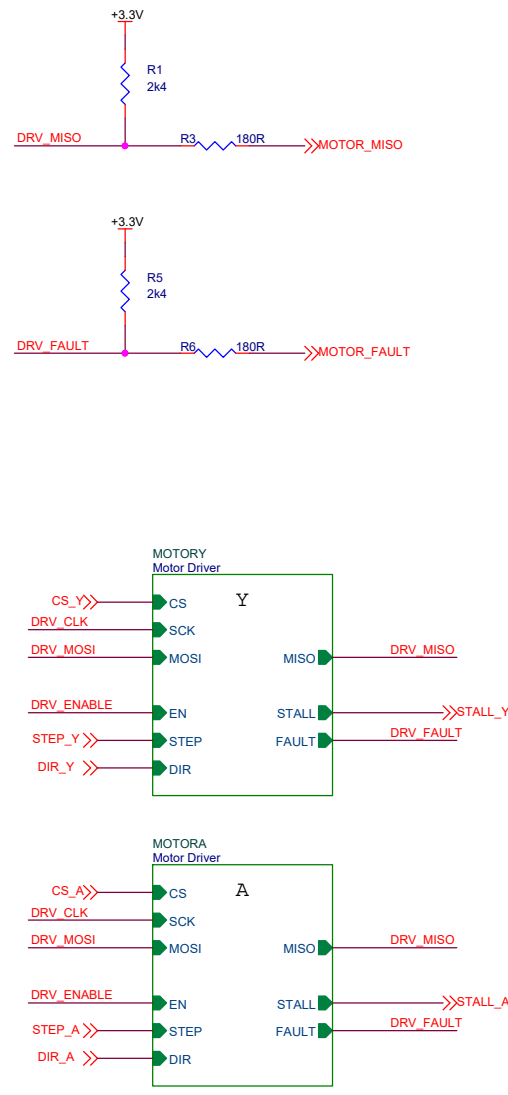 +3.3V
R1
2k4
DRV_MISO
R3
180R
MOTOR_MISO
+3.3V
R5
2k4
DRV_FAULT
R6
180R
MOTOR_FAULT
MOTORY
Motor Driver
Y
CS_Y
CS
DRV_CLK
SCK
DRV_MOSI
MOSI
MISO
DRV_MISO
DRV_ENABLE
EN
STALL
STALL_Y
STEP_Y
STEP
FAULT
DRV_FAULT
DIR_Y
DIR
MOTORA
Motor Driver
A
CS_A
CS
DRV_CLK
SCK
DRV_MOSI
MOSI
MISO
DRV_MISO
DRV_ENABLE
EN
STALL
STALL_A
STEP_A
STEP
FAULT
DRV_FAULT
DIR_A
DIR